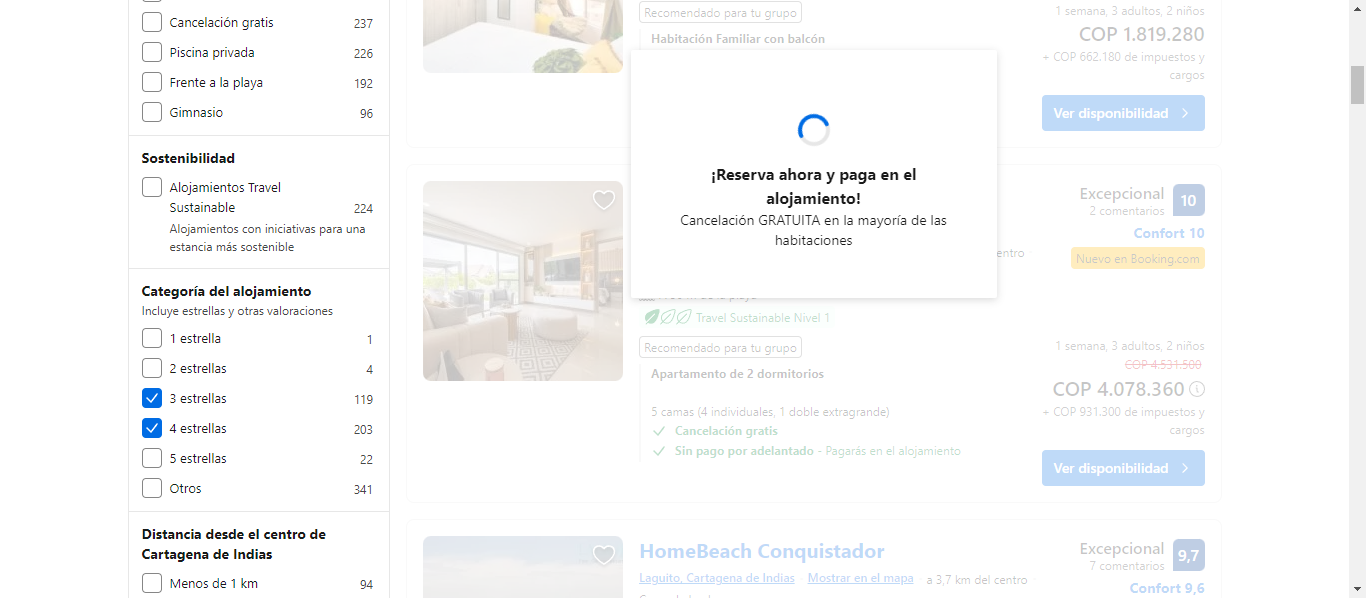 Cancelación gratis 237
Piscina privada 226
Frente a la playa 192
Gimnasio 96
Sostenibilidad
Alojamientos Travel
Sustainable 224
Alojamientos con iniciativas para una
estancia más sostenible
Categoría del alojamiento
Incluye estrellas y otras valoraciones
1 estrella 1
2 estrellas 4
3 estrellas 119
4 estrellas 203
5 estrellas 22
Otros 341
Distancia desde el centro de
Cartagena de Indias
Menos de 1 km 94
Recomendado para tu grupo
Habitación Familiar con balcón
1 semana, 3 adultos, 2 niños
COP 1.819.280
+ COP 662.180 de impuestos y
cargos
Ver disponibilidad
¡Reserva ahora y paga en el
alojamiento!
Cancelación GRATUITA en la mayoría de las
habitaciones
Excepcional 10
2 comentarios
Confort 10
Nuevo en Booking.com
Travel Sustainable Nivel 1
Recomendado para tu grupo
Apartamento de 2 dormitorios
5 camas (4 individuales, 1 doble extragrande)
Cancelación gratis
Sin pago por adelantado - Pagarás en el alojamiento
1 semana, 3 adultos, 2 niños
COP 4.531.500
COP 4.078.360
+ COP 931.300 de impuestos y
cargos
Ver disponibilidad
HomeBeach Conquistador
Laguito, Cartagena de Indias Mostrar en el mapa a 3,7 km del centro
Excepcional 9,7
7 comentarios
Confort 9,6